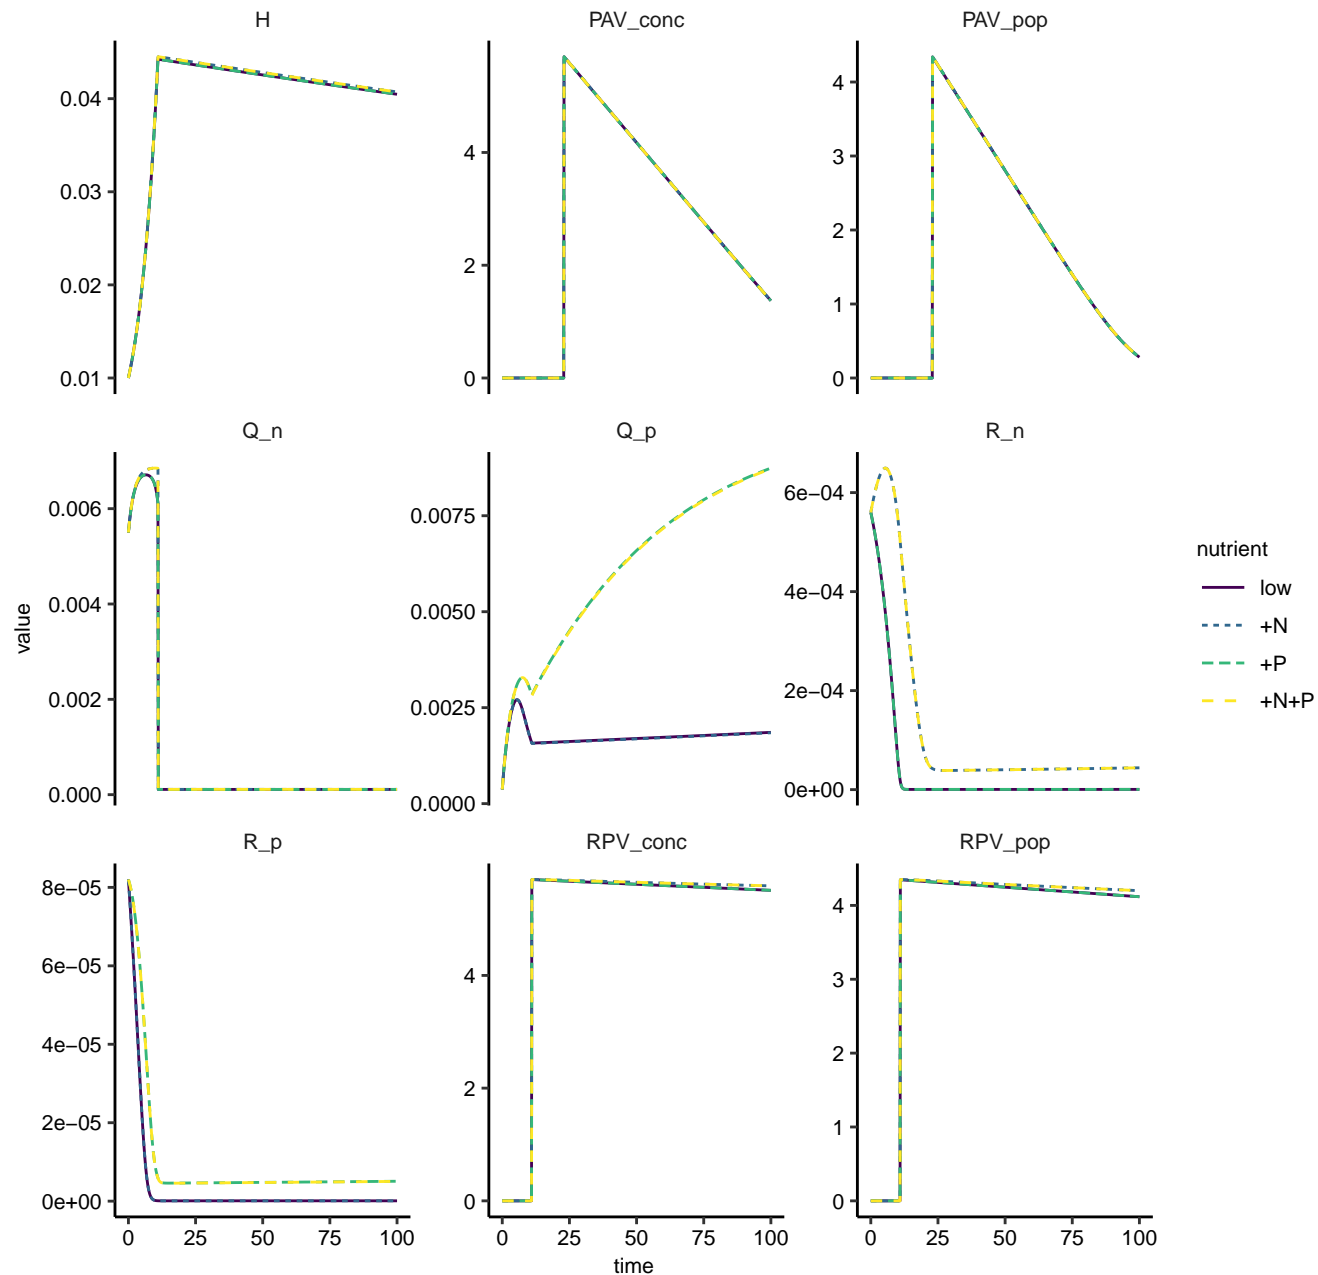 H
PAV_conc
PAV_pop
0.04
0.03
0.02
0.01
4
2
0
4
3
2
1
0
Q_n
Q_p
R_n
0.006
0.004
0.002
0.000
0.0075
0.0050
0.0025
0.0000
6e−04
4e−04
2e−04
0e+00
R_p
RPV_conc
RPV_pop
8e−05
6e−05
4e−05
2e−05
0e+00
4
2
0
4
3
2
1
0
0 25 50 75 100
0 25 50 75 100
0 25 50 75 100
time
value
nutrient
low
+N
+P
+N+P